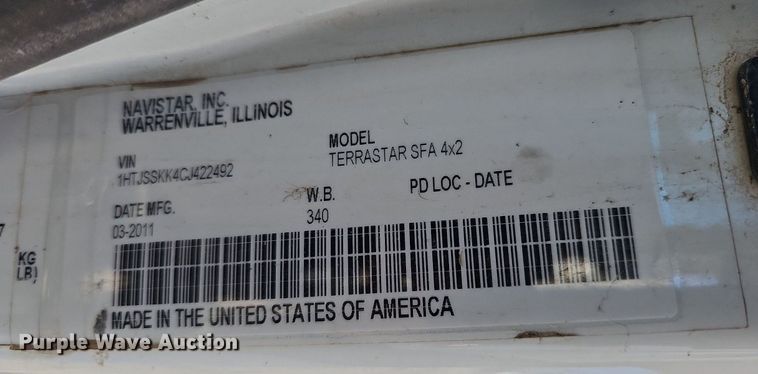 NAVISTAR, INC.
WARRENVILLE, ILLINOIS
VIN
1HTJSSKK4CJ422492
MODEL
TERRASTAR SFA 4x2
DATE MFG.
03-2011
W.B.
340
PD LOC - DATE
7
KG
LB)
MADE IN THE UNITED STATES OF AMERICA
Purple Wave Auction